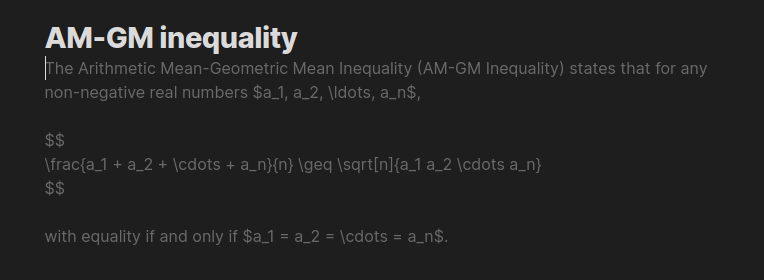 AM-GM inequality
The Arithmetic Mean-Geometric Mean Inequality (AM-GM Inequality) states that for any
non-negative real numbers $a_1, a_2, \ldots, a_n$,
$$
\frac{a_1 + a_2 + \cdots + a_n}{n} \geq \sqrt[n]{a_1 a_2 \cdots a_n}
$$
with equality if and only if $a_1 = a_2 = \cdots = a_n$.